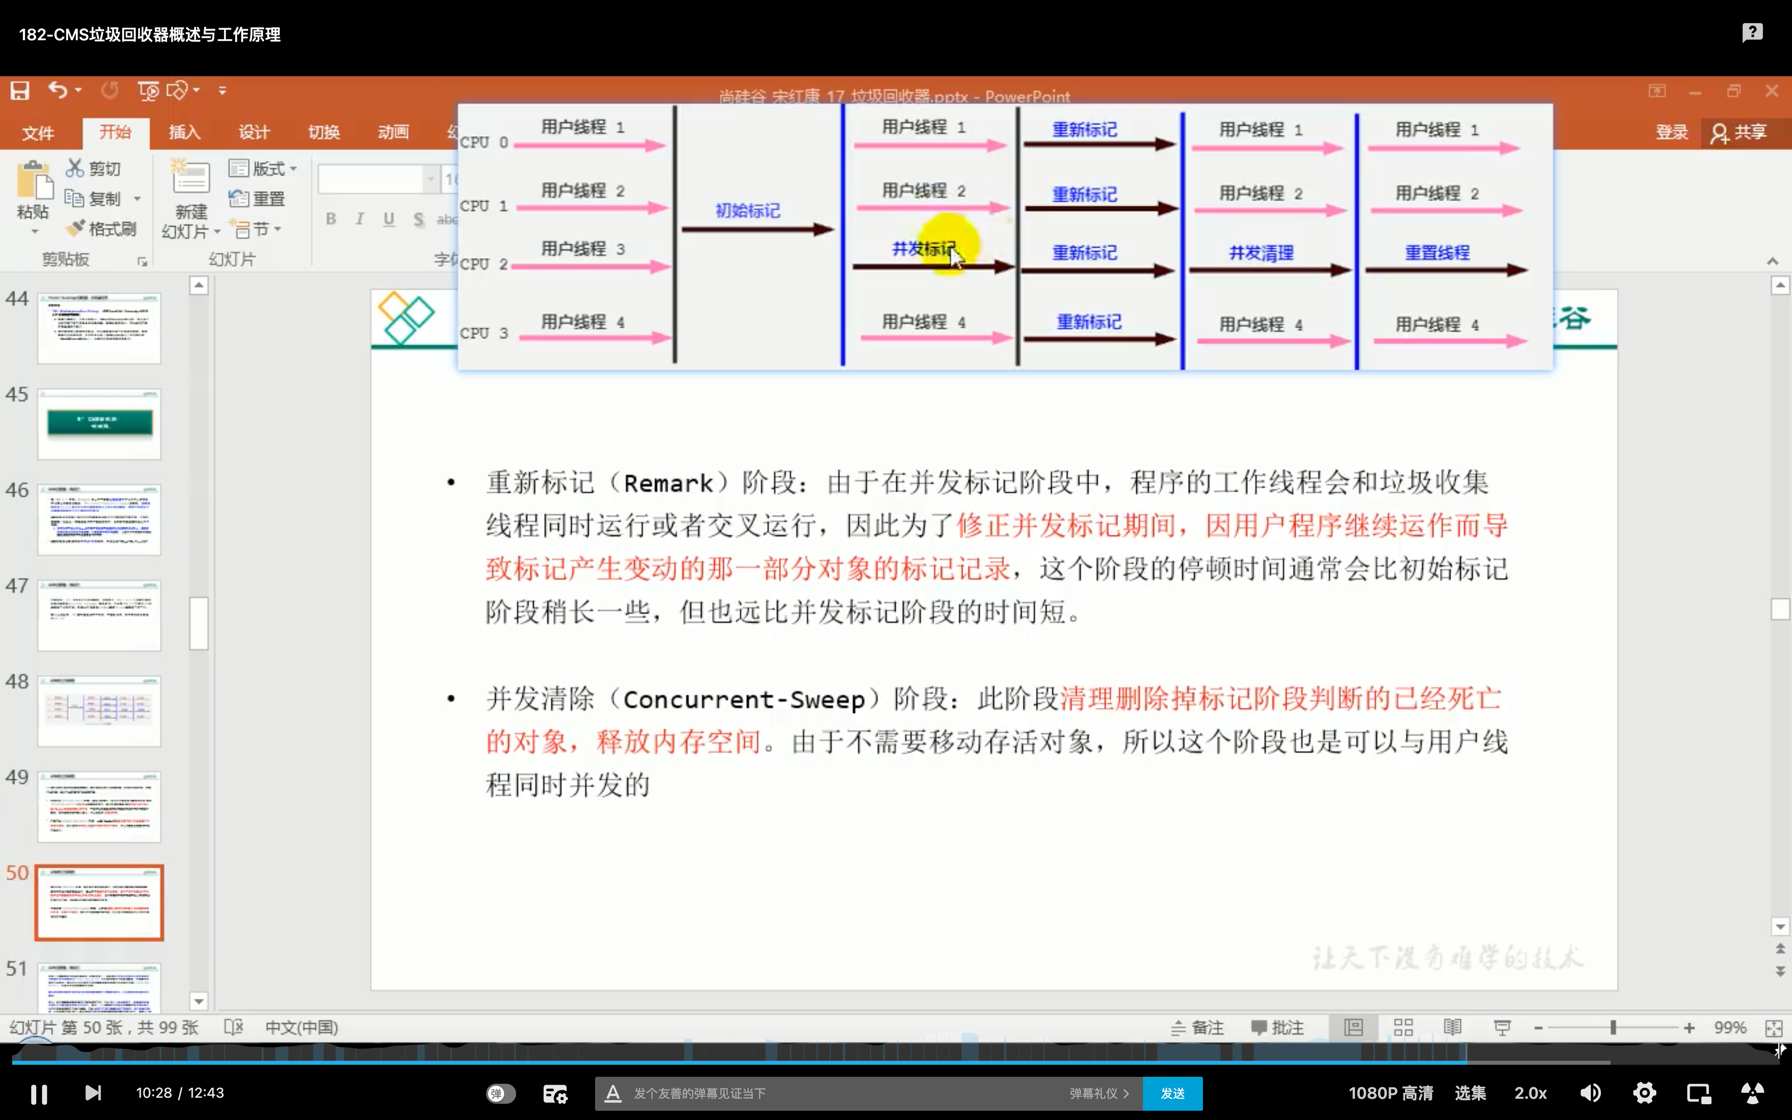 182-CMS垃圾回收器概述与工作原理
尚硅谷_宋红康_17_垃圾回收器.pptx - PowerPoint
文件 开始 插入 设计 切换 动画
登录 共享
粘贴 剪切 复制 格式刷
剪贴板
新建
幻灯片
版式 重置 节
幻灯片
B I U S abc
CPU 0 用户线程 1 用户线程 1 重新标记 用户线程 1 用户线程 1
CPU 1 用户线程 2 初始标记 用户线程 2 重新标记 用户线程 2 用户线程 2
CPU 2 用户线程 3 并发标记 重新标记 并发清理 重置线程
CPU 3 用户线程 4 用户线程 4 重新标记 用户线程 4 用户线程 4
谷
44
45
46
47
48
49
50
51
• 重新标记（Remark）阶段：由于在并发标记阶段中，程序的工作线程会和垃圾收集
线程同时运行或者交叉运行，因此为了修正并发标记期间，因用户程序继续运作而导
致标记产生变动的那一部分对象的标记记录，这个阶段的停顿时间通常会比初始标记
阶段稍长一些，但也远比并发标记阶段的时间短。
• 并发清除（Concurrent-Sweep）阶段：此阶段清理删除掉标记阶段判断的已经死亡
的对象，释放内存空间。由于不需要移动存活对象，所以这个阶段也是可以与用户线
程同时并发的
让天下没有难学的技术
幻灯片 第 50 张，共 99 张 中文(中国) 备注 批注 99%
10:28 / 12:43 弹 发个友善的弹幕见证当下 弹幕礼仪 发送 1080P 高清 选集 2.0x